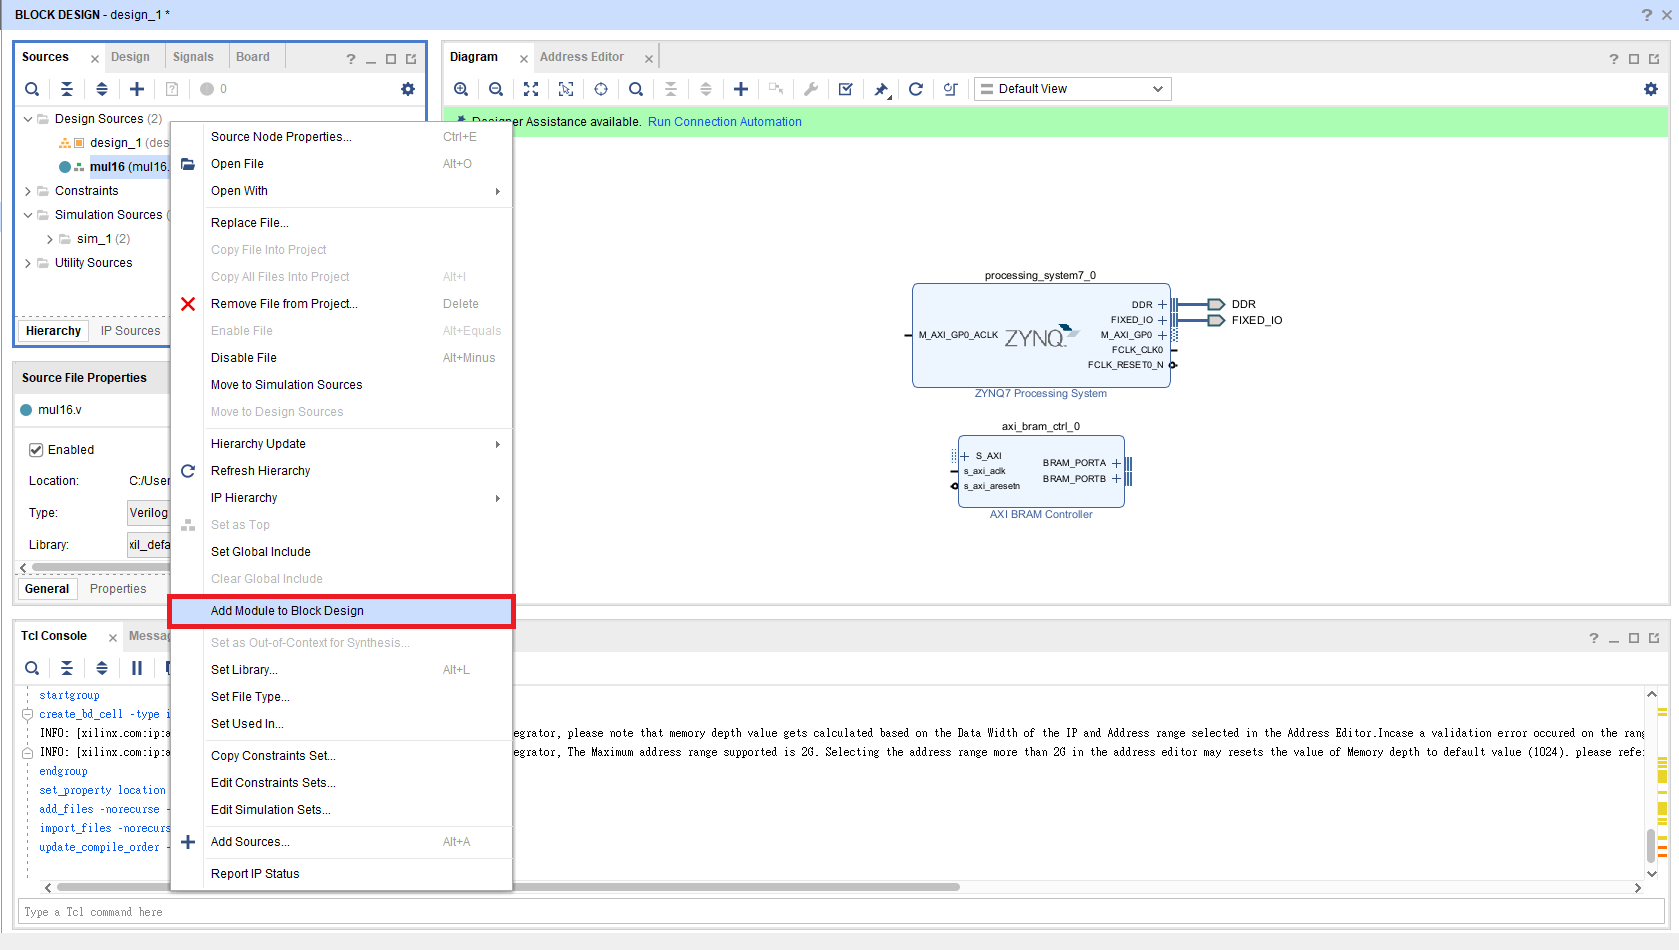 BLOCK DESIGN - design_1 *
Sources
Design
Signals
Board
0
Design Sources (2)
design_1 (des
mul16 (mul16.
Constraints
Simulation Sources (
sim_1 (2)
Utility Sources
Hierarchy
IP Sources
Source File Properties
mul16.v
Enabled
Location: C:/User
Type: Verilog
Library: xil_defa
General
Properties
Source Node Properties... Ctrl+E
Open File Alt+O
Open With
Replace File...
Copy File Into Project
Copy All Files Into Project Alt+I
Remove File from Project... Delete
Enable File Alt+Equals
Disable File Alt+Minus
Move to Simulation Sources
Move to Design Sources
Hierarchy Update
Refresh Hierarchy
IP Hierarchy
Set as Top
Set Global Include
Clear Global Include
Add Module to Block Design
Set as Out-of-Context for Synthesis...
Set Library... Alt+L
Set File Type...
Set Used In...
Copy Constraints Set...
Edit Constraints Sets...
Edit Simulation Sets...
Add Sources... Alt+A
Report IP Status
Diagram
Address Editor
Default View
Designer Assistance available. Run Connection Automation
processing_system7_0
DDR
FIXED_IO
M_AXI_GP0_ACLK
ZYNQ
M_AXI_GP0
FCLK_CLK0
FCLK_RESET0_N
DDR
FIXED_IO
ZYNQ7 Processing System
axi_bram_ctrl_0
S_AXI
s_axi_aclk
s_axi_aresetn
BRAM_PORTA
BRAM_PORTB
AXI BRAM Controller
Tcl Console
Messag
startgroup
create_bd_cell -type i
INFO: [xilinx.com:ip:a egrator, please note that memory depth value gets calculated based on the Data Width of the IP and Address range selected in the Address Editor.Incase a validation error occured on the rang
INFO: [xilinx.com:ip:a egrator, The Maximum address range supported is 2G. Selecting the address range more than 2G in the address editor may resets the value of Memory depth to default value (1024). please refe
endgroup
set_property location
add_files -norecurse -
import_files -norecurs
update_compile_order -
Type a Tcl command here